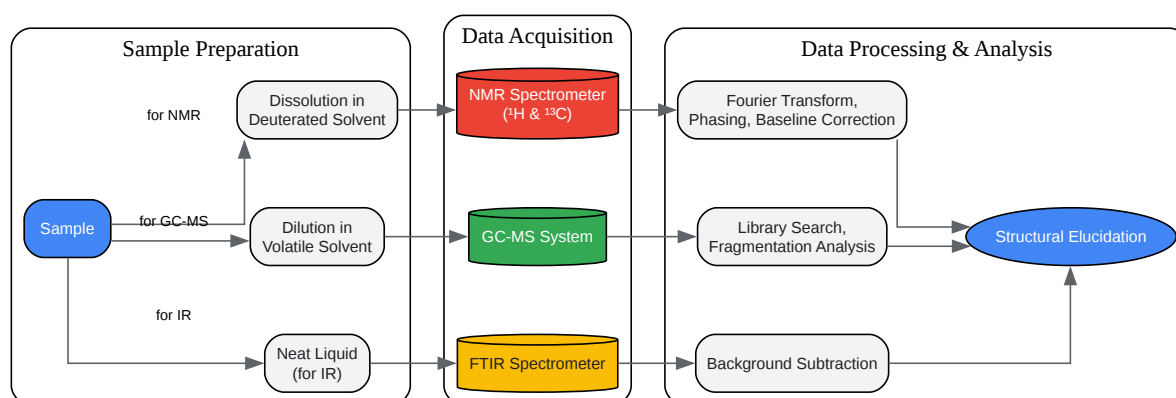 Sample Preparation
Data Acquisition
Data Processing & Analysis
for NMR
Dissolution in
Deuterated Solvent
NMR Spectrometer
(¹H & ¹³C)
Fourier Transform,
Phasing, Baseline Correction
Sample
for GC-MS
Dilution in
Volatile Solvent
GC-MS System
Library Search,
Fragmentation Analysis
Structural Elucidation
for IR
Neat Liquid
(for IR)
FTIR Spectrometer
Background Subtraction